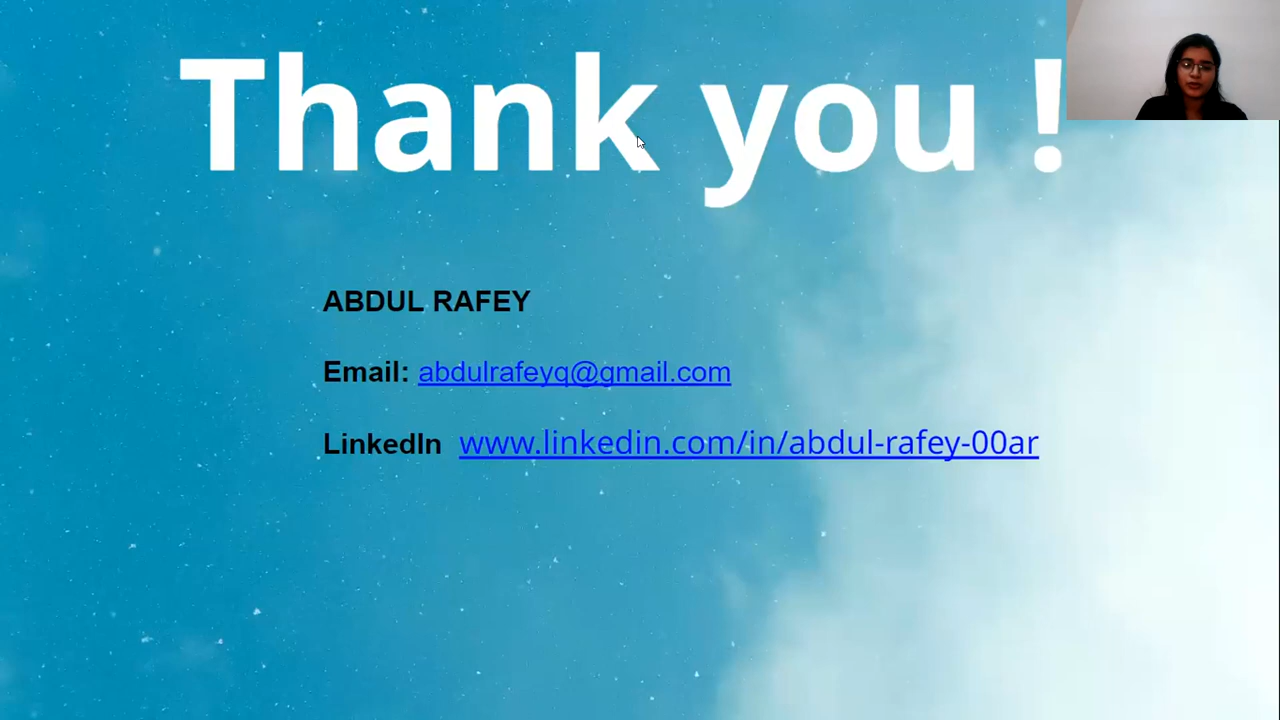 Thank you !
ABDUL RAFEY
Email: abdulrafeyq@gmail.com
LinkedIn www.linkedin.com/in/abdul-rafey-00ar